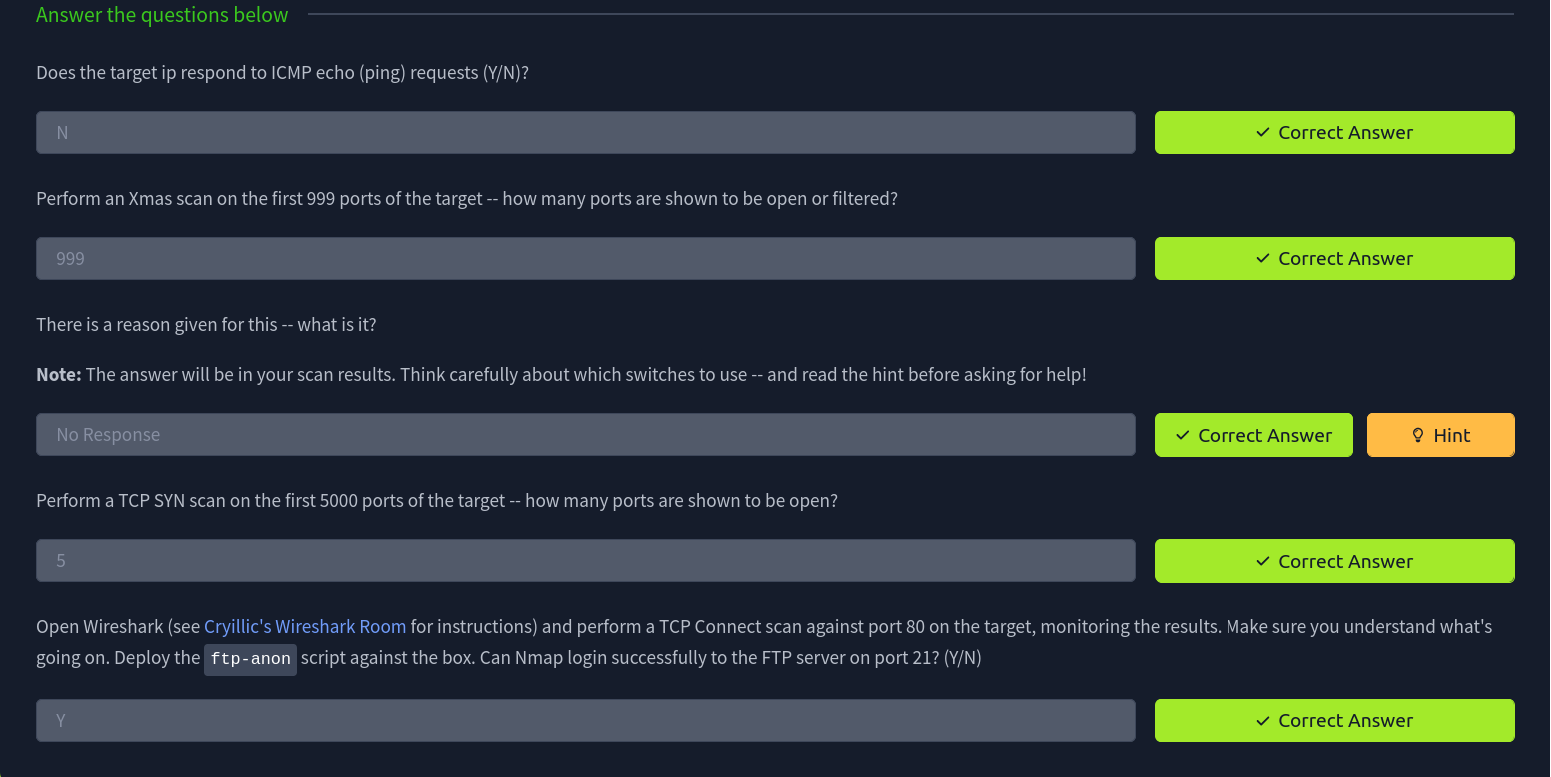 Answer the questions below
Does the target ip respond to ICMP echo (ping) requests (Y/N)?
N
Correct Answer
Perform an Xmas scan on the first 999 ports of the target -- how many ports are shown to be open or filtered?
999
Correct Answer
There is a reason given for this -- what is it?
Note: The answer will be in your scan results. Think carefully about which switches to use -- and read the hint before asking for help!
No Response
Correct Answer
Hint
Perform a TCP SYN scan on the first 5000 ports of the target -- how many ports are shown to be open?
5
Correct Answer
Open Wireshark (see Cryillic's Wireshark Room for instructions) and perform a TCP Connect scan against port 80 on the target, monitoring the results. Make sure you understand what's
going on. Deploy the ftp-anon script against the box. Can Nmap login successfully to the FTP server on port 21? (Y/N)
Y
Correct Answer